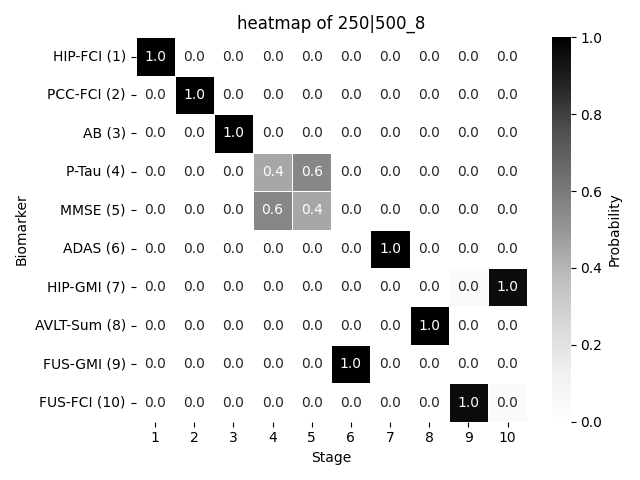 heatmap of 250|500_8
HIP-FCI (1) 1.0 0.0 0.0 0.0 0.0 0.0 0.0 0.0 0.0 0.0
PCC-FCI (2) 0.0 1.0 0.0 0.0 0.0 0.0 0.0 0.0 0.0 0.0
AB (3) 0.0 0.0 1.0 0.0 0.0 0.0 0.0 0.0 0.0 0.0
P-Tau (4) 0.0 0.0 0.0 0.4 0.6 0.0 0.0 0.0 0.0 0.0
MMSE (5) 0.0 0.0 0.0 0.6 0.4 0.0 0.0 0.0 0.0 0.0
ADAS (6) 0.0 0.0 0.0 0.0 0.0 0.0 1.0 0.0 0.0 0.0
HIP-GMI (7) 0.0 0.0 0.0 0.0 0.0 0.0 0.0 0.0 0.0 1.0
AVLT-Sum (8) 0.0 0.0 0.0 0.0 0.0 0.0 0.0 1.0 0.0 0.0
FUS-GMI (9) 0.0 0.0 0.0 0.0 0.0 1.0 0.0 0.0 0.0 0.0
FUS-FCI (10) 0.0 0.0 0.0 0.0 0.0 0.0 0.0 0.0 1.0 0.0
1 2 3 4 5 6 7 8 9 10
Stage
Biomarker
1.0
0.8
0.6
0.4
0.2
0.0
Probability